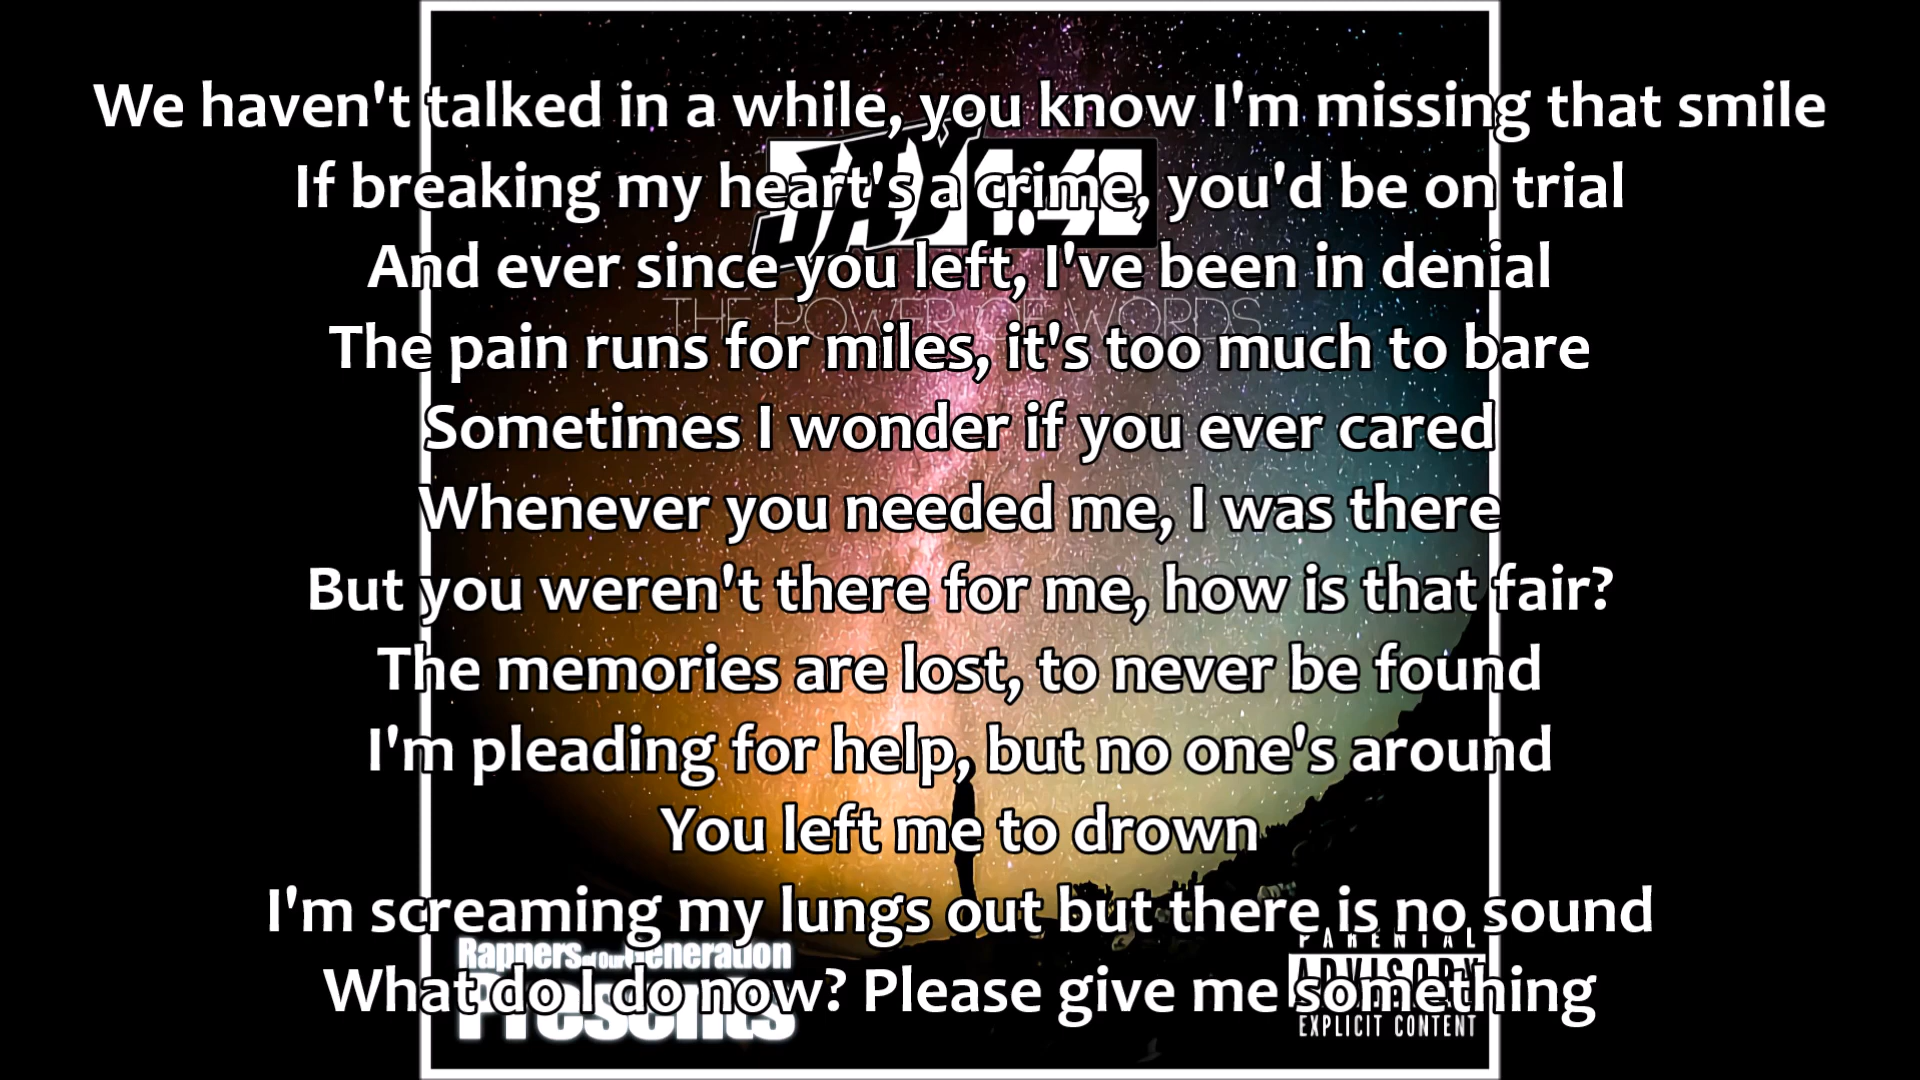 We haven't talked in a while, you know I'm missing that smile
If breaking my heart's a crime, you'd be on trial
And ever since you left, I've been in denial
THE POWER OF WORDS
The pain runs for miles, it's too much to bare
Sometimes I wonder if you ever cared
Whenever you needed me, I was there
But you weren't there for me, how is that fair?
The memories are lost, to never be found
I'm pleading for help, but no one's around
You left me to drown
I'm screaming my lungs out but there is no sound
Rappers of Our Generation
PARENTAL
What do I do now? Please give me something
Presents
ADVISORY
EXPLICIT CONTENT